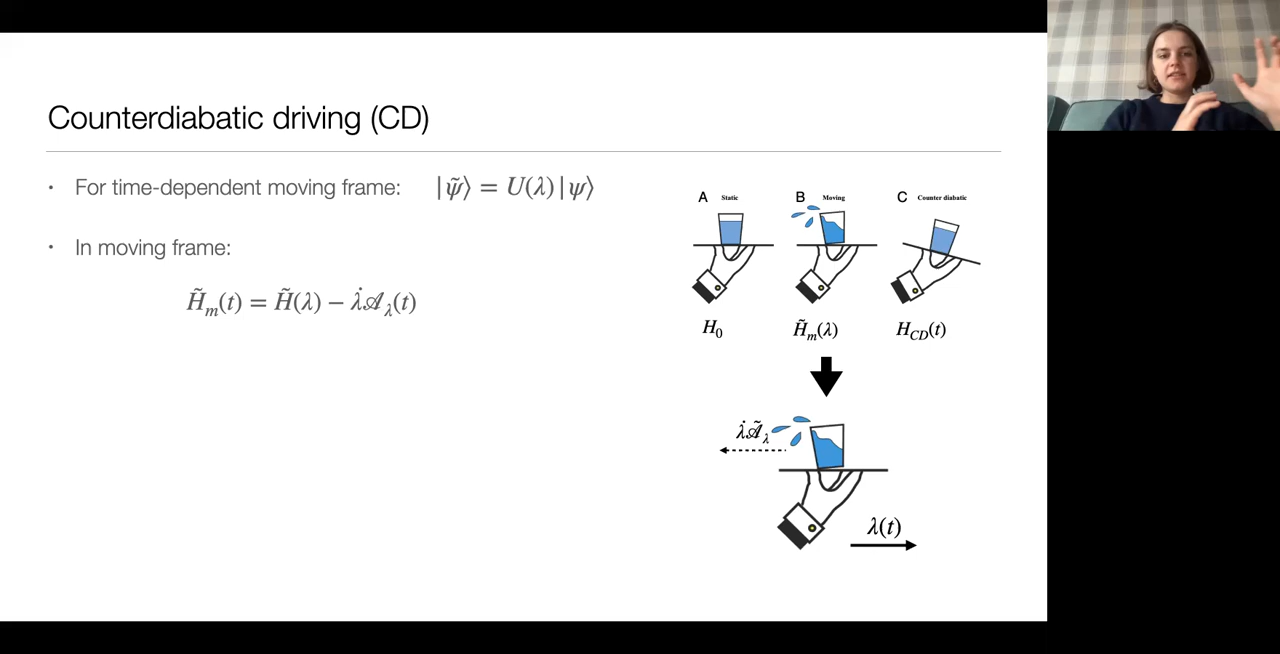 Counterdiabatic driving (CD)
• For time-dependent moving frame: |ψ̃⟩ = U(λ)|ψ⟩
• In moving frame:
H̃ₘ(t) = H̃(λ) − λ̇𝒜_λ(t)
A Static B Moving C Counter diabatic
H₀ H̃ₘ(λ) H_CD(t)
λ̇𝒜̃_λ
λ(t)